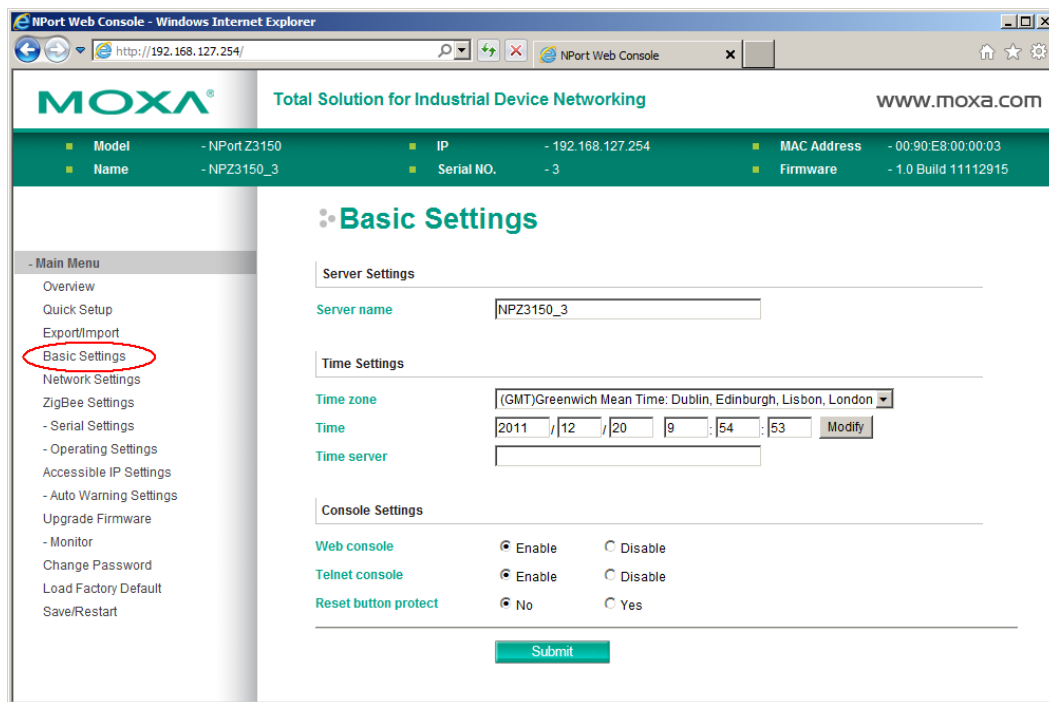 NPort Web Console - Windows Internet Explorer
http://192.168.127.254/
NPort Web Console
MOXA®
Total Solution for Industrial Device Networking
www.moxa.com
Model - NPort Z3150 IP - 192.168.127.254 MAC Address - 00:90:E8:00:00:03
Name - NPZ3150_3 Serial NO. - 3 Firmware - 1.0 Build 11112915
- Main Menu
Overview
Quick Setup
Export/Import
Basic Settings
Network Settings
ZigBee Settings
- Serial Settings
- Operating Settings
Accessible IP Settings
- Auto Warning Settings
Upgrade Firmware
- Monitor
Change Password
Load Factory Default
Save/Restart
Basic Settings
Server Settings
Server name NPZ3150_3
Time Settings
Time zone (GMT)Greenwich Mean Time: Dublin, Edinburgh, Lisbon, London
Time 2011 / 12 / 20 9 : 54 : 53 Modify
Time server
Console Settings
Web console Enable Disable
Telnet console Enable Disable
Reset button protect No Yes
Submit